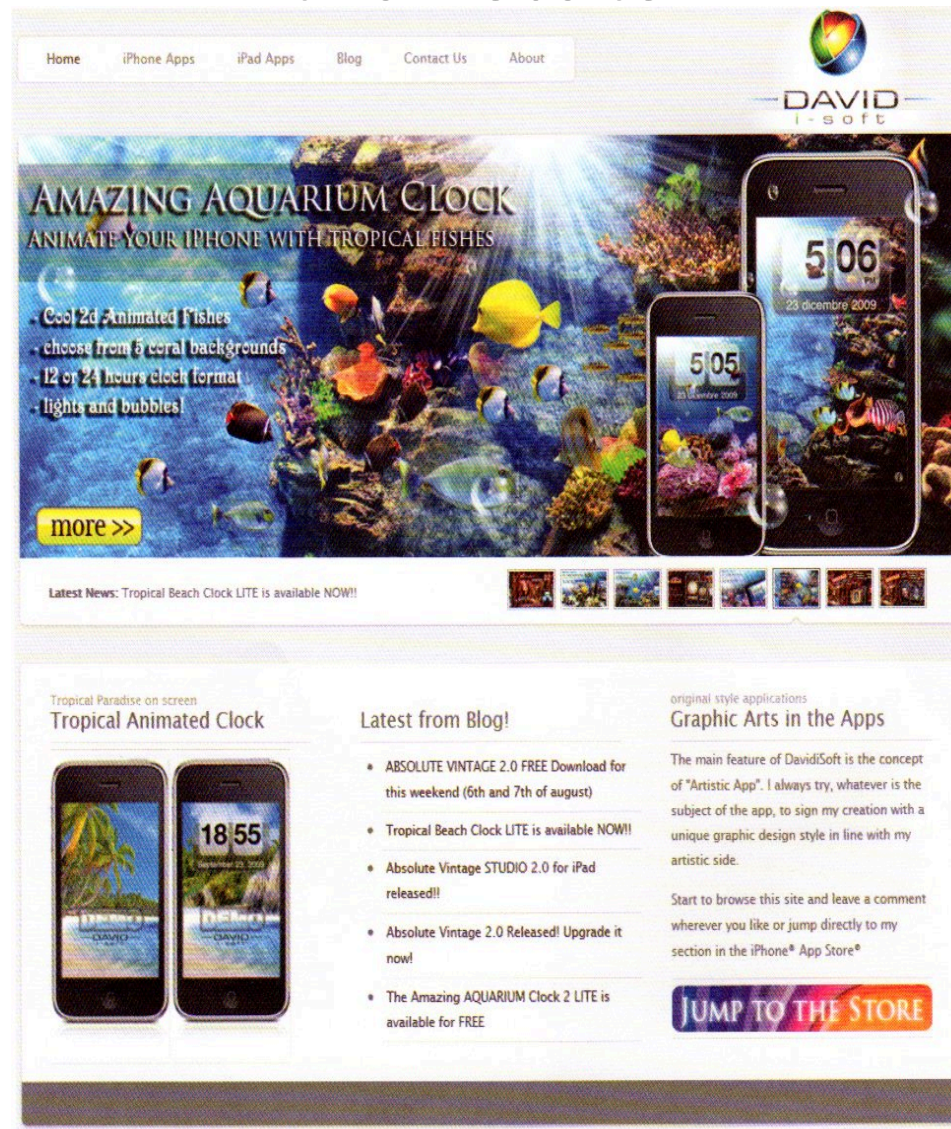 Home iPhone Apps iPad Apps Blog Contact Us About
DAVID
i-soft
AMAZING AQUARIUM CLOCK
ANIMATE YOUR IPHONE WITH TROPICAL FISHES
- Cool 2d Animated Fishes
- choose from 5 coral backgrounds
- 12 or 24 hours clock format
- lights and bubbles!
5 06
23 dicembre 2009
5 05
23 dicembre 2009
more >>
Latest News: Tropical Beach Clock LITE is available NOW!!
Tropical Paradise on screen
Tropical Animated Clock
18 55
September 23, 2009
DAVID
DAVID
Latest from Blog!
• ABSOLUTE VINTAGE 2.0 FREE Download for
this weekend (6th and 7th of august)
• Tropical Beach Clock LITE is available NOW!!
• Absolute Vintage STUDIO 2.0 for iPad
released!!
• Absolute Vintage 2.0 Released! Upgrade it
now!
• The Amazing AQUARIUM Clock 2 LITE is
available for FREE
original style applications
Graphic Arts in the Apps
The main feature of DavidiSoft is the concept
of "Artistic App". I always try, whatever is the
subject of the app, to sign my creation with a
unique graphic design style in line with my
artistic side.
Start to browse this site and leave a comment
wherever you like or jump directly to my
section in the iPhone® App Store®
JUMP TO THE STORE